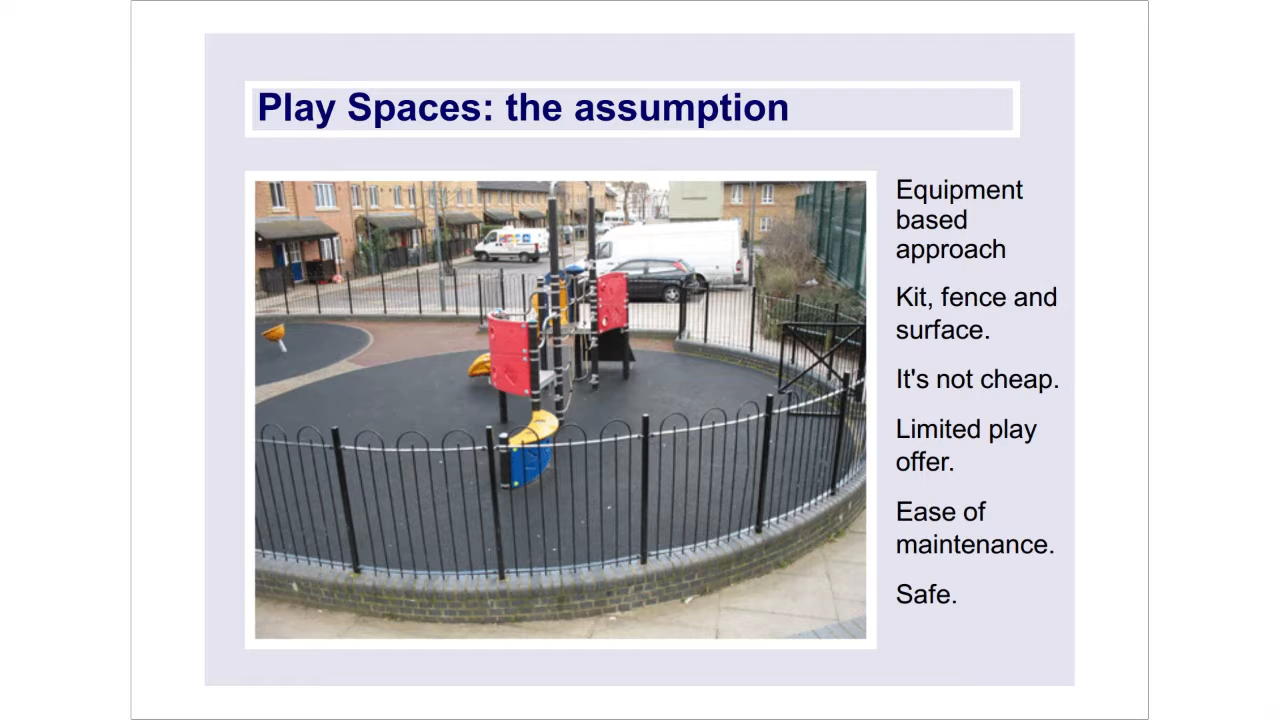 Play Spaces: the assumption
Equipment
based
approach
Kit, fence and
surface.
It's not cheap.
Limited play
offer.
Ease of
maintenance.
Safe.